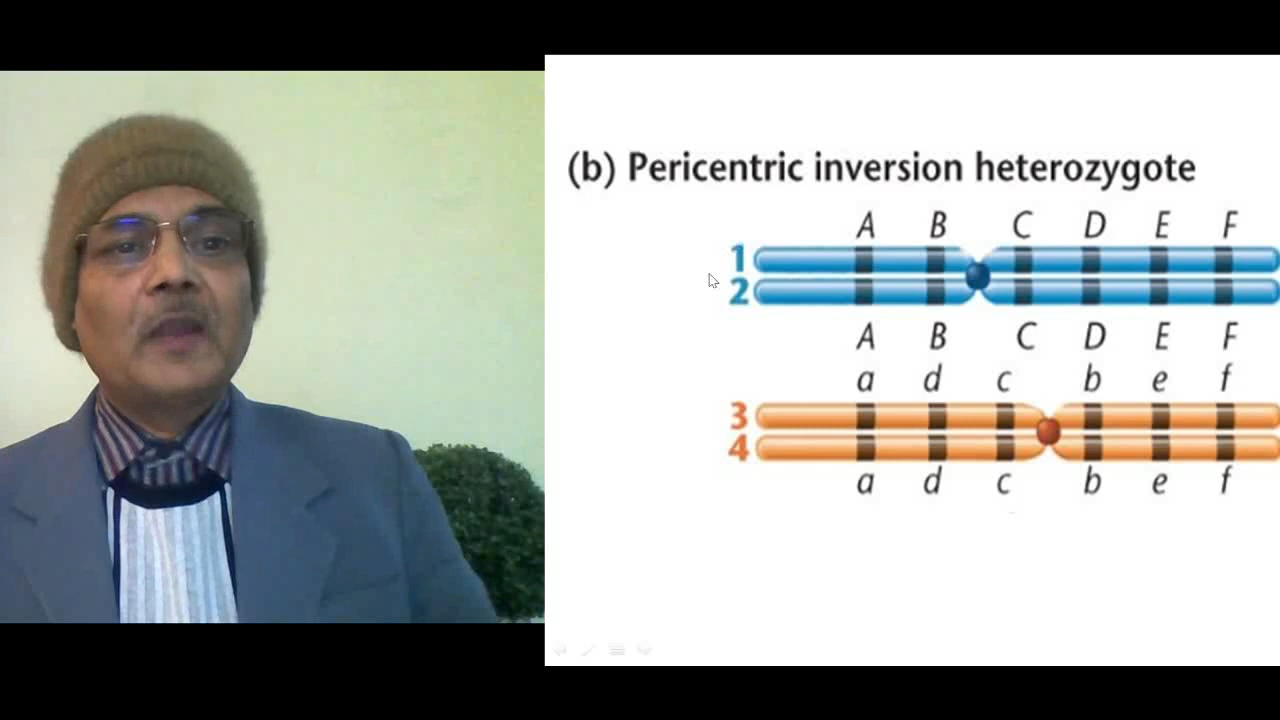 (b) Pericentric inversion heterozygote
A B C D E F
1
2
A B C D E F
a d c b e f
3
4
a d c b e f